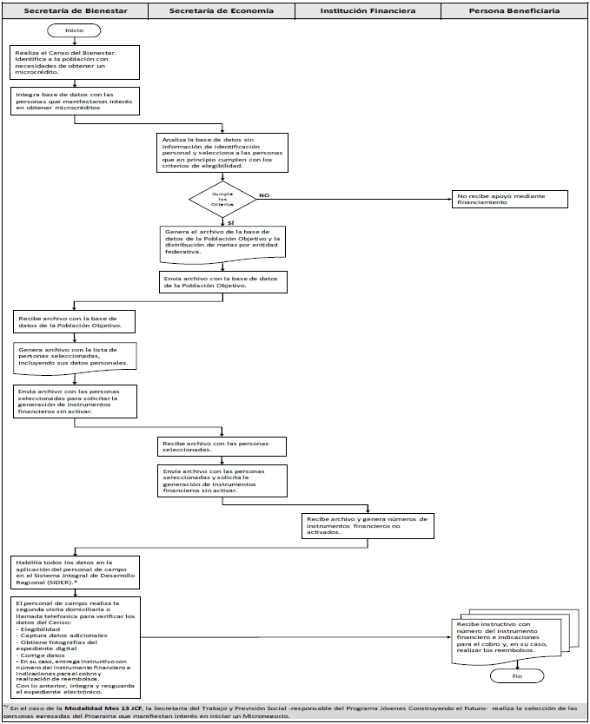 Secretaría de Bienestar
Secretaría de Economía
Institución Financiera
Persona Beneficiaria
Inicio
Realiza el Censo del Bienestar.
Identifica a la población con
necesidades de obtener un
microcrédito.
Integra base de datos con las
personas que manifestaron interés
en obtener microcréditos
Analiza la base de datos sin
información de identificación
personal y selecciona a las personas
que en principio cumplen con los
criterios de elegibilidad.
Cumple
los
Criterios
NO
No recibe apoyo mediante
financiamiento
SÍ
Genera el archivo de la base de
datos de la Población Objetivo y la
distribución de metas por entidad
federativa.
Envía archivo con la base de datos
de la Población Objetivo.
Recibe archivo con la base de
datos de la Población Objetivo.
Genera archivo con la lista de
personas seleccionadas,
incluyendo sus datos personales.
Envía archivo con las personas
seleccionadas para solicitar la
generación de instrumentos
financieros sin activar.
Recibe archivo con las personas
seleccionadas.
Envía archivo con las personas
seleccionadas y solicita la
generación de instrumentos
financieros sin activar.
Recibe archivo y genera números de
instrumentos financieros no
activados.
Habilita todos los datos en la
aplicación del personal de campo
en el Sistema Integral de Desarrollo
Regional (SIDER).*
El personal de campo realiza la
segunda visita domiciliaria o
llamada telefonica para verificar los
datos del Censo:
- Elegibilidad
- Captura datos adicionales
- Obtiene fotografías del
expediente digital
- Corrige datos
- En su caso, entrega instructivo con
número del instrumento financiero e
indicaciones para el cobro y
realización de reembolsos.
Con lo anterior, integra y resguarda
el expediente electrónico.
Recibe instructivo con
número del instrumento
financiero e indicaciones
para el cobro y, en su caso,
realizar los reembolsos.
Fin
*/ En el caso de la Modalidad Mes 13 JCF, la Secretaría del Trabajo y Previsión Social -responsable del Programa Jóvenes Construyendo el Futuro- realiza la selección de las
personas egresadas del Programa que manifiestan interés en iniciar un Micronegocio.